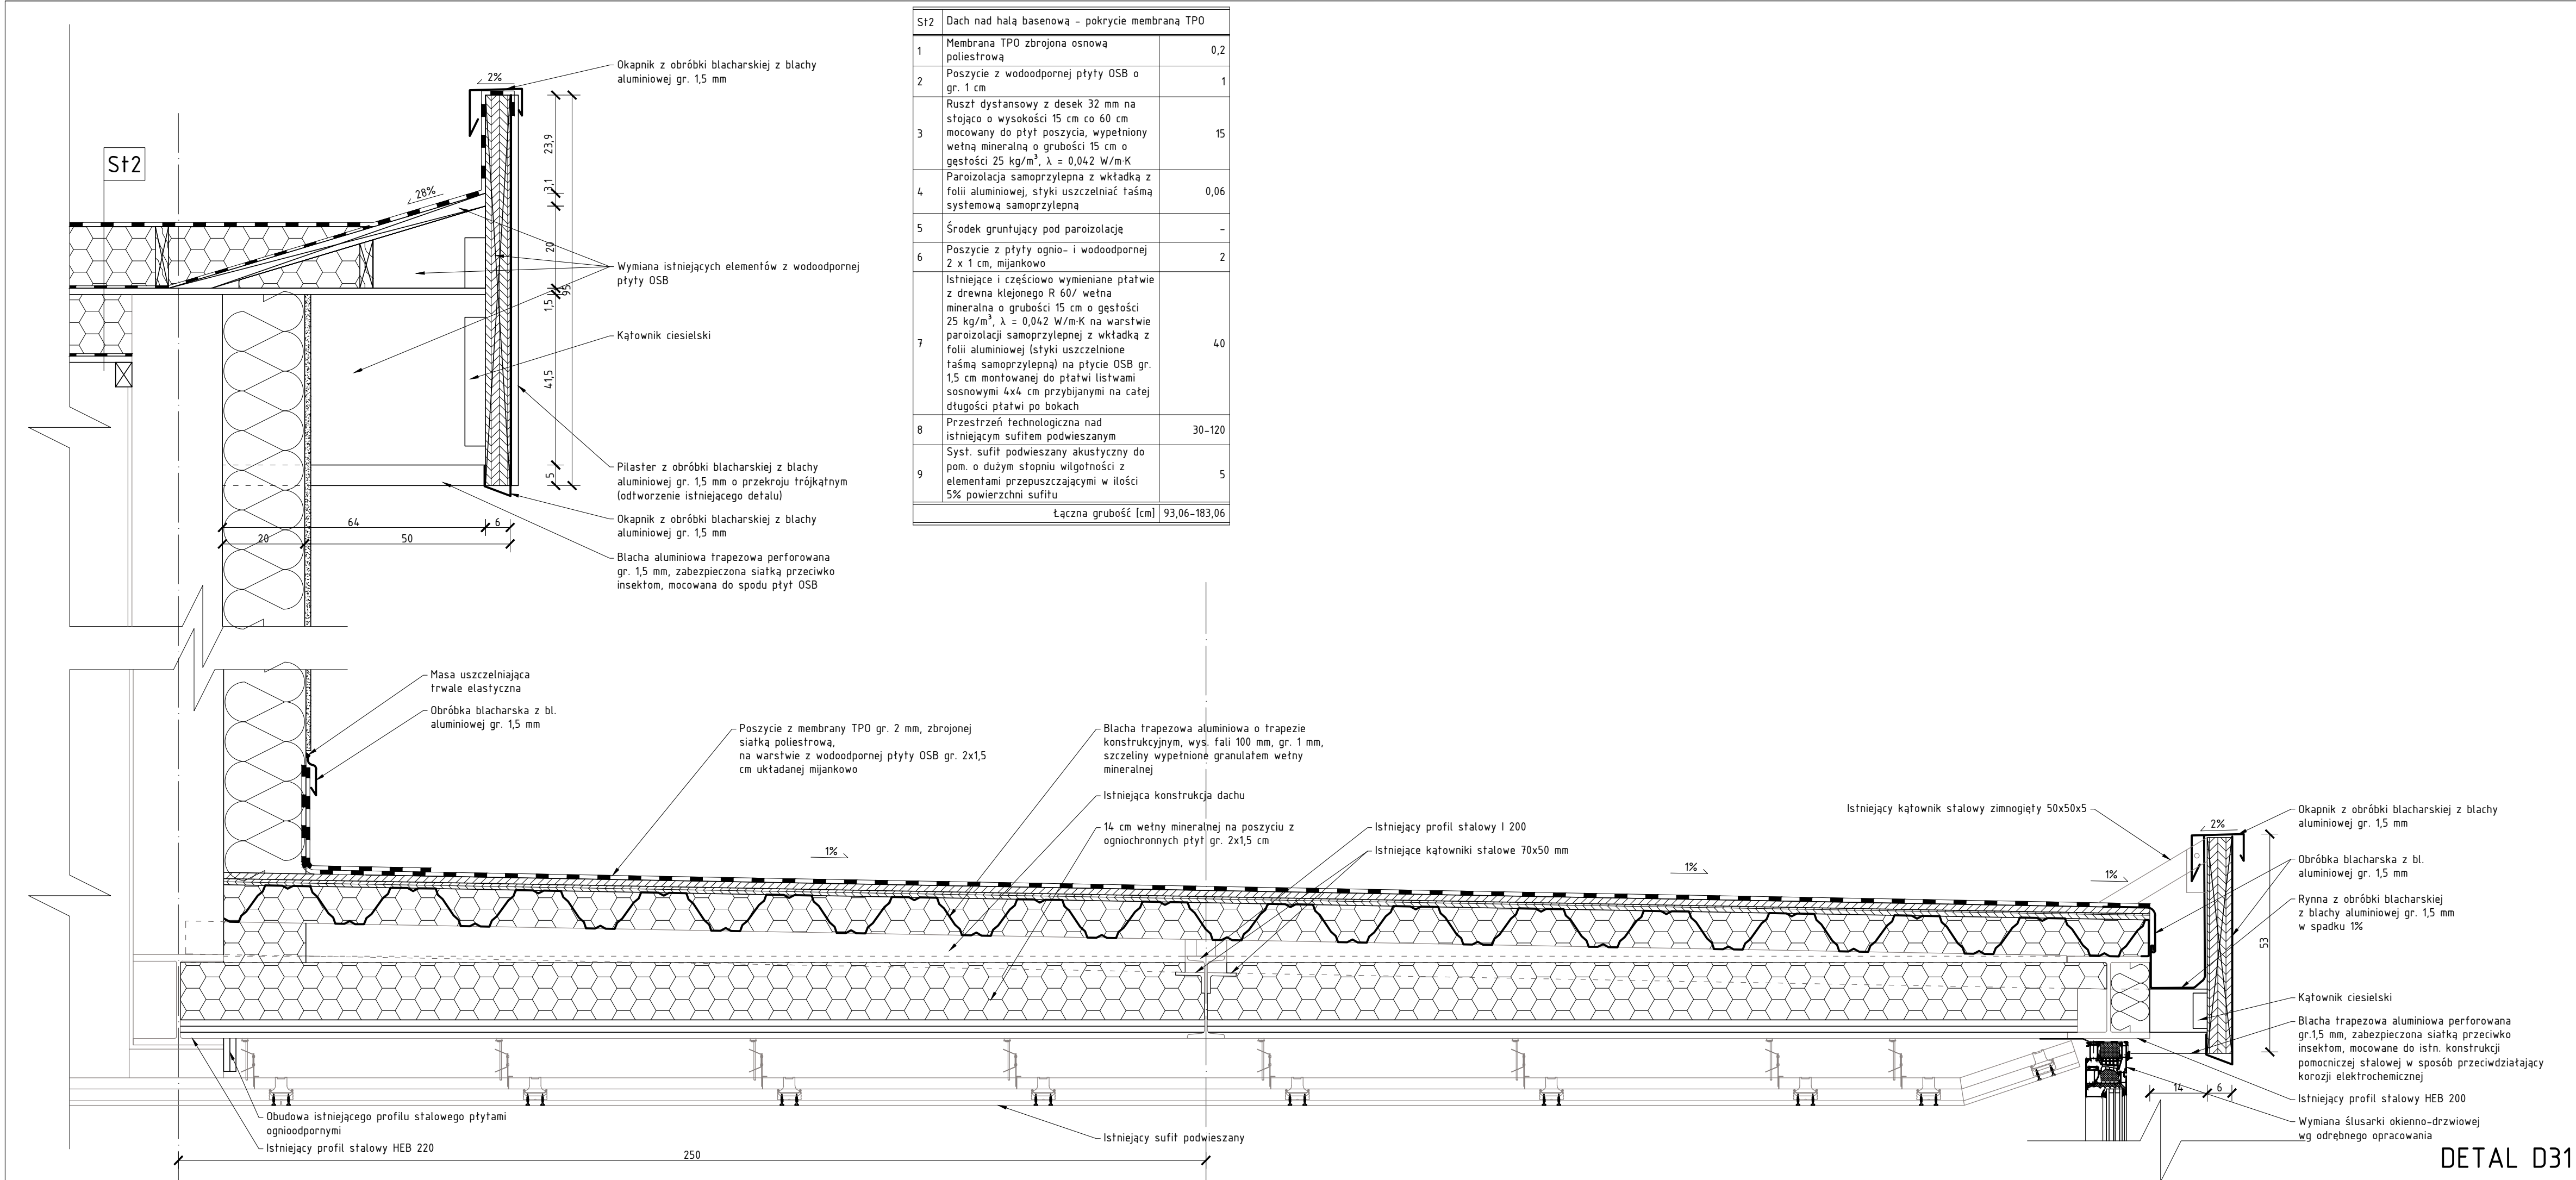 St2
2%
28%
Okapnik z obróbki blacharskiej z blachy
aluminiowej gr. 1,5 mm
23,9
3,1
20
1,5
41,5
5
95
Wymiana istniejących elementów z wodoodpornej
płyty OSB
Kątownik ciesielski
Pilaster z obróbki blacharskiej z blachy
aluminiowej gr. 1,5 mm o przekroju trójkątnym
(odtworzenie istniejącego detalu)
Okapnik z obróbki blacharskiej z blachy
aluminiowej gr. 1,5 mm
Blacha aluminiowa trapezowa perforowana
gr. 1,5 mm, zabezpieczona siatką przeciwko
insektom, mocowana do spodu płyt OSB
64
6
20
50
St2 Dach nad halą basenową - pokrycie membraną TPO
1 Membrana TPO zbrojona osnową
poliestrową 0,2
2 Poszycie z wodoodpornej płyty OSB o
gr. 1 cm 1
3 Ruszt dystansowy z desek 32 mm na
stojąco o wysokości 15 cm co 60 cm
mocowany do płyt poszycia, wypełniony
wełną mineralną o grubości 15 cm o
gęstości 25 kg/m³, λ = 0,042 W/m·K 15
4 Paroizolacja samoprzylepna z wkładką z
folii aluminiowej, styki uszczelniać taśmą
systemową samoprzylepną 0,06
5 Środek gruntujący pod paroizolację -
6 Poszycie z płyty ognio- i wodoodpornej
2 x 1 cm, mijankowo 2
7 Istniejące i częściowo wymieniane płatwie
z drewna klejonego R 60/ wełna
mineralna o grubości 15 cm o gęstości
25 kg/m³, λ = 0,042 W/m·K na warstwie
paroizolacji samoprzylepnej z wkładką z
folii aluminiowej (styki uszczelnione
taśmą samoprzylepną) na płycie OSB gr.
1,5 cm montowanej do płatwi listwami
sosnowymi 4x4 cm przybijanymi na całej
długości płatwi po bokach 40
8 Przestrzeń technologiczna nad
istniejącym sufitem podwieszanym 30-120
9 Syst. sufit podwieszany akustyczny do
pom. o dużym stopniu wilgotności z
elementami przepuszczającymi w ilości
5% powierzchni sufitu 5
Łączna grubość [cm] 93,06-183,06
Masa uszczelniająca
trwale elastyczna
Obróbka blacharska z bl.
aluminiowej gr. 1,5 mm
Poszycie z membrany TPO gr. 2 mm, zbrojonej
siatką poliestrową,
na warstwie z wodoodpornej płyty OSB gr. 2x1,5
cm układanej mijankowo
Blacha trapezowa aluminiowa o trapezie
konstrukcyjnym, wys. fali 100 mm, gr. 1 mm,
szczeliny wypełnione granulatem wełny
mineralnej
Istniejąca konstrukcja dachu
14 cm wełny mineralnej na poszyciu z
ogniochronnych płyt gr. 2x1,5 cm
Istniejący profil stalowy I 200
Istniejące kątowniki stalowe 70x50 mm
Istniejący kątownik stalowy zimnogięty 50x50x5
1%
1%
1%
2%
Okapnik z obróbki blacharskiej z blachy
aluminiowej gr. 1,5 mm
Obróbka blacharska z bl.
aluminiowej gr. 1,5 mm
Rynna z obróbki blacharskiej
z blachy aluminiowej gr. 1,5 mm
w spadku 1%
53
Kątownik ciesielski
Blacha trapezowa aluminiowa perforowana
gr.1,5 mm, zabezpieczona siatką przeciwko
insektom, mocowane do istn. konstrukcji
pomocniczej stalowej w sposób przeciwdziałający
korozji elektrochemicznej
14
6
Istniejący profil stalowy HEB 200
Wymiana ślusarki okienno-drzwiowej
wg odrębnego opracowania
Obudowa istniejącego profilu stalowego płytami
ognioodpornymi
Istniejący profil stalowy HEB 220
Istniejący sufit podwieszany
250
DETAL D31